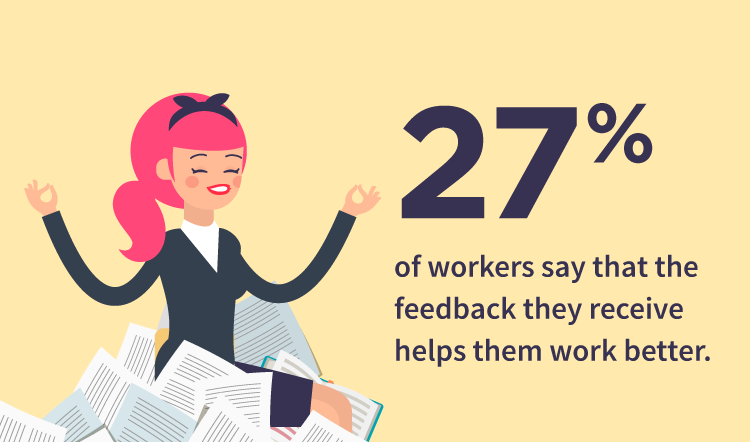 27%
of workers say that the
feedback they receive
helps them work better.